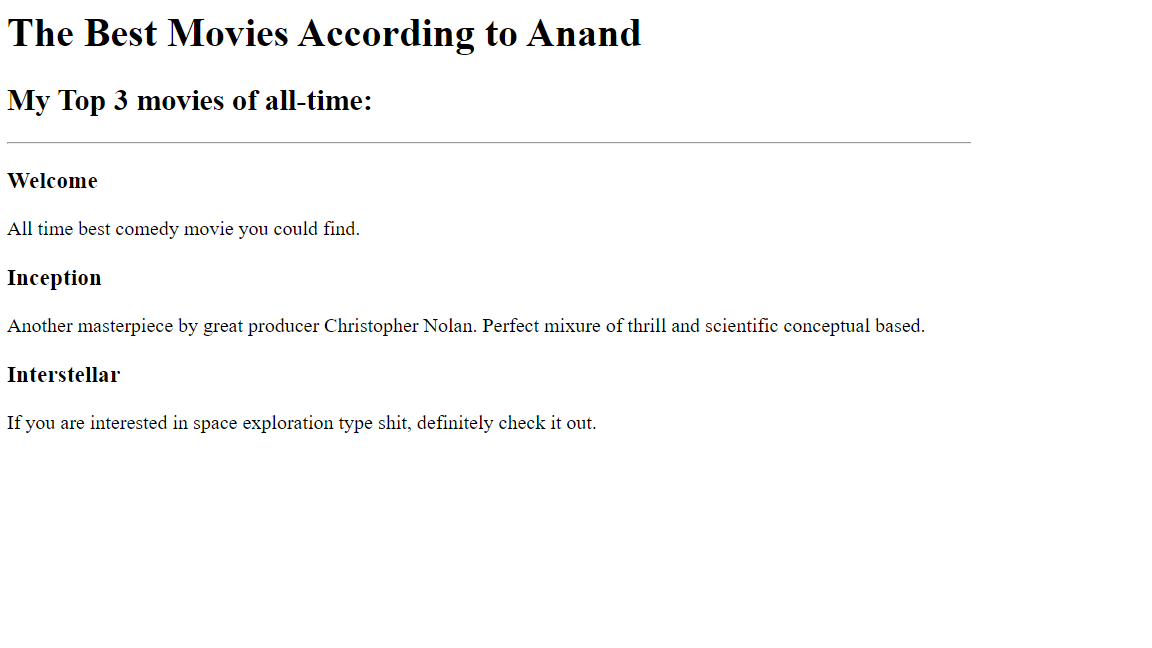 The Best Movies According to Anand
My Top 3 movies of all-time:
Welcome
All time best comedy movie you could find.
Inception
Another masterpiece by great producer Christopher Nolan. Perfect mixure of thrill and scientific conceptual based.
Interstellar
If you are interested in space exploration type shit, definitely check it out.